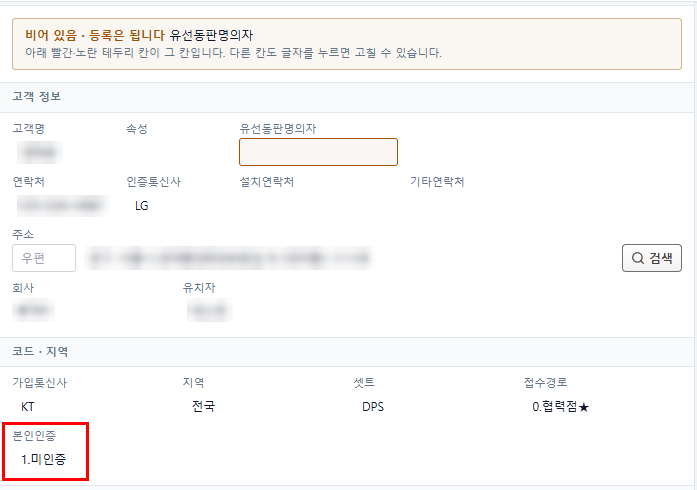 비어 있음 · 등록은 됩니다 유선동판명의자
아래 빨간·노란 테두리 칸이 그 칸입니다. 다른 칸도 글자를 누르면 고칠 수 있습니다.
고객 정보
고객명 속성 유선동판명의자
연락처 인증통신사 설치연락처 기타연락처
LG
주소
우편 검색
회사 유치자
코드 · 지역
가입통신사 지역 셋트 접수경로
KT 전국 DPS 0.협력점★
본인인증
1.미인증